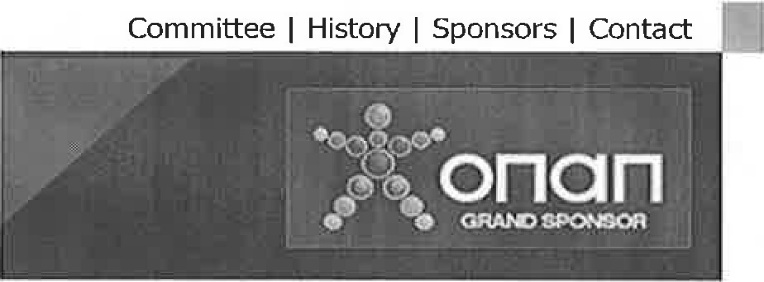 Committee | History | Sponsors | Contact
οπαπ
GRAND SPONSOR